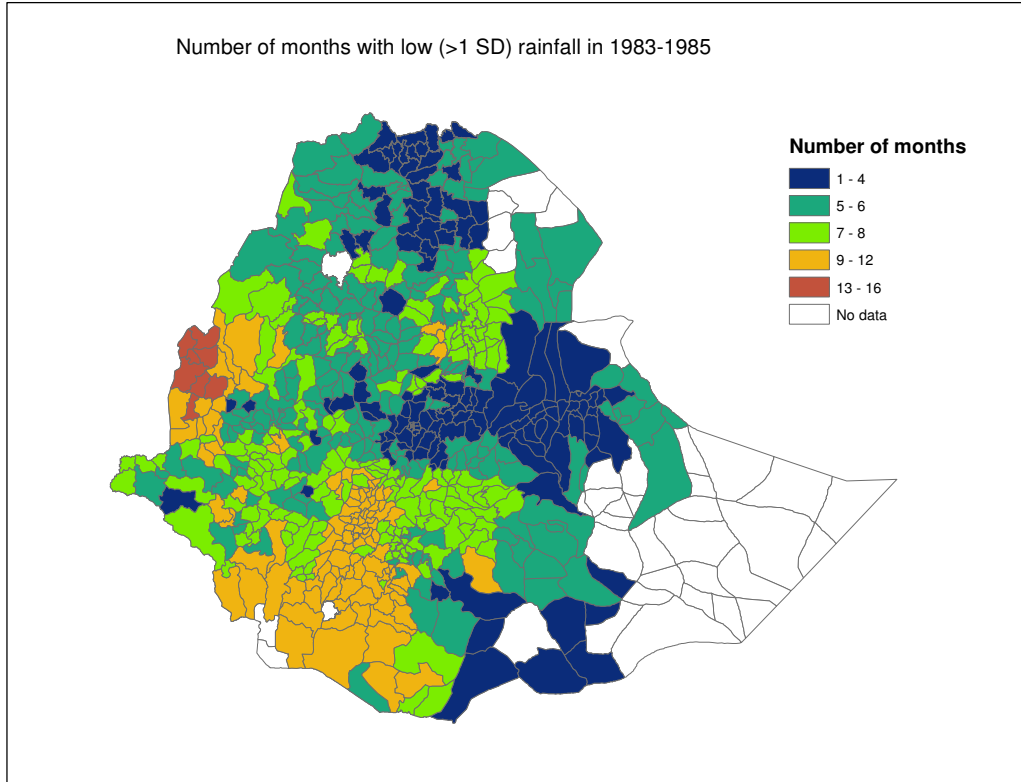 Number of months with low (>1 SD) rainfall in 1983-1985
Number of months
1 - 4
5 - 6
7 - 8
9 - 12
13 - 16
No data